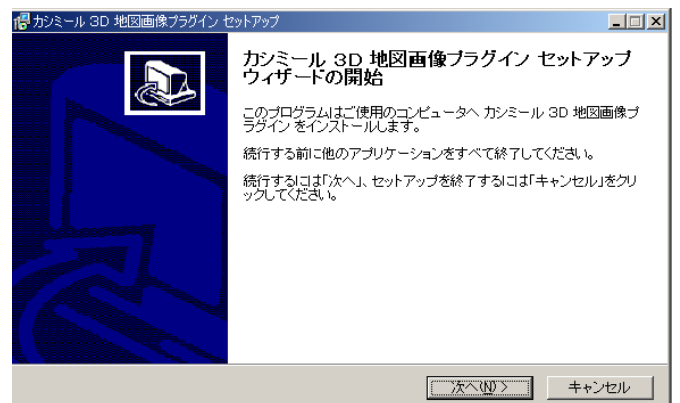 カシミール 3D 地図画像プラグイン セットアップ
カシミール 3D 地図画像プラグイン セットアップ
ウィザードの開始
このプログラムはご使用のコンピュータへ カシミール 3D 地図画像プ
ラグイン をインストールします。
続行する前に他のアプリケーションをすべて終了してください。
続行するには「次へ」、セットアップを終了するには「キャンセル」をクリ
ックしてください。
次へ(N) >
キャンセル